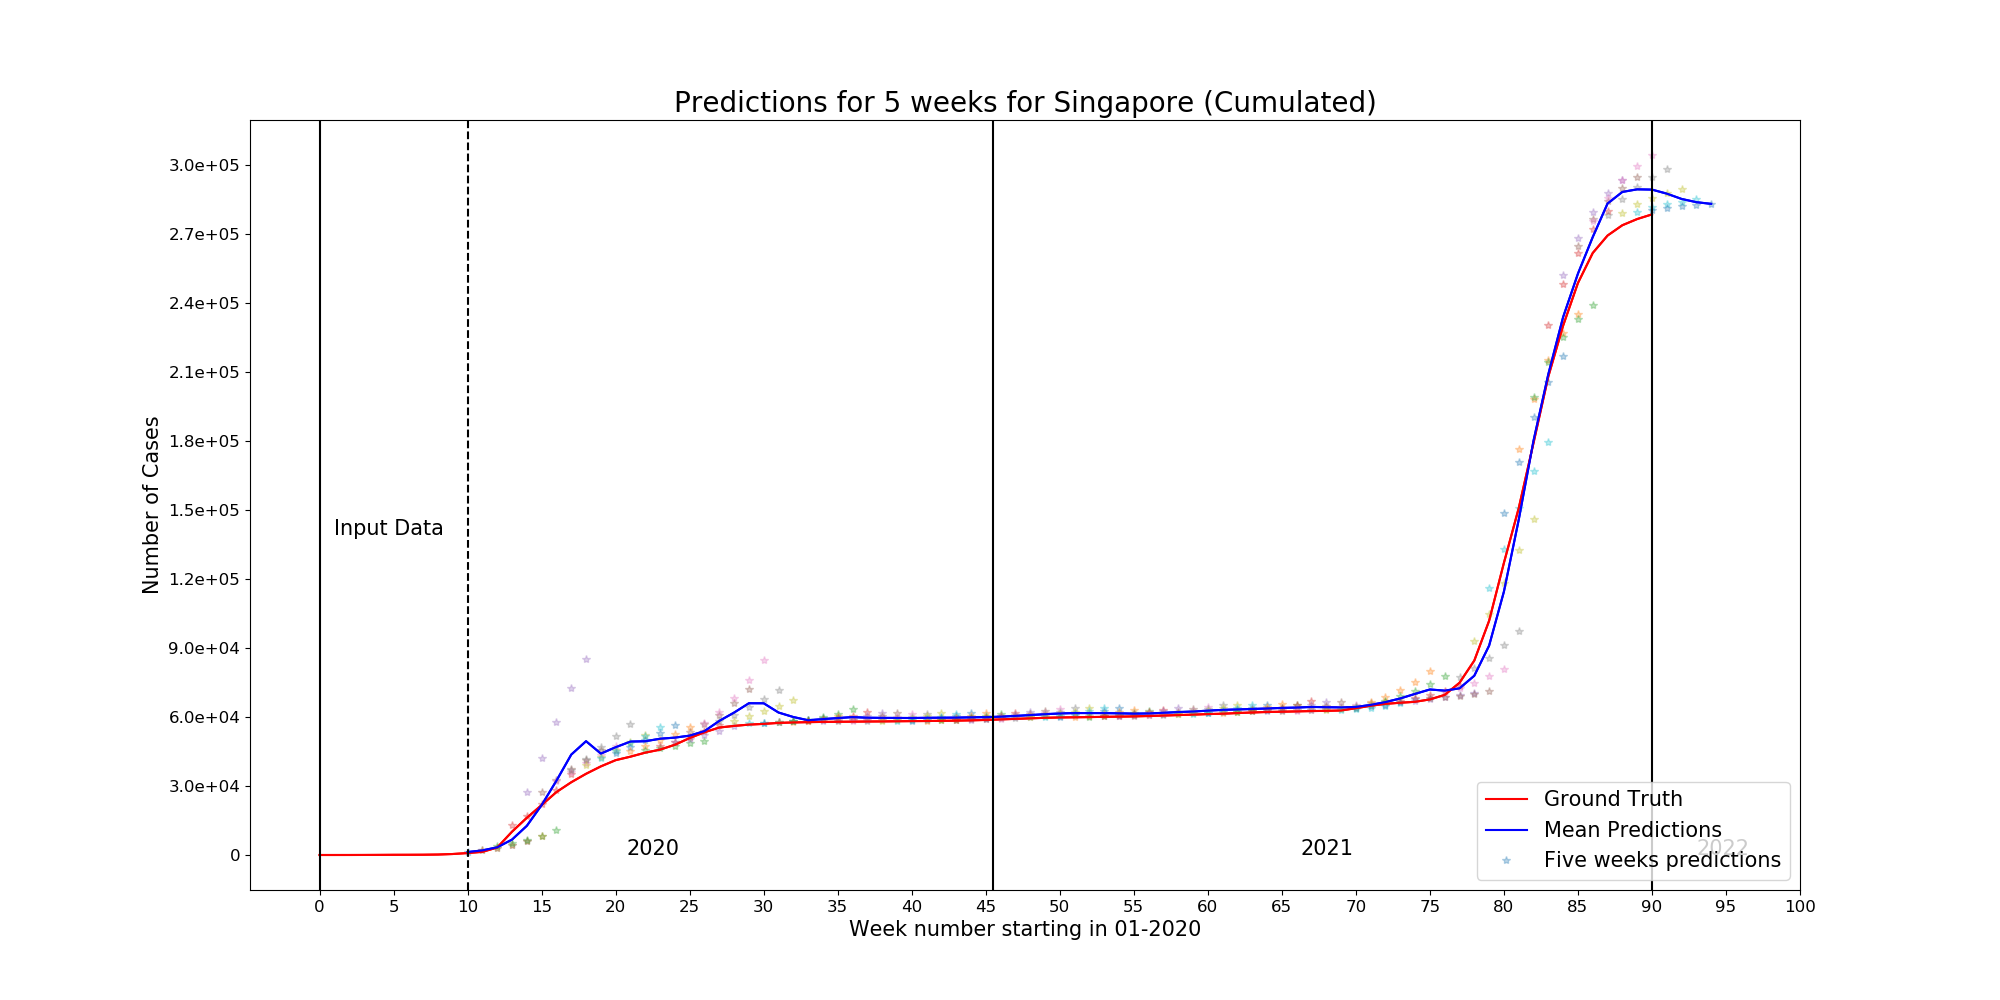 Predictions for 5 weeks for Singapore (Cumulated)
3.0e+05
2.7e+05
2.4e+05
2.1e+05
1.8e+05
1.5e+05
1.2e+05
9.0e+04
6.0e+04
3.0e+04
0
Number of Cases
Input Data
2020
2021
2022
Ground Truth
Mean Predictions
Five weeks predictions
0 5 10 15 20 25 30 35 40 45 50 55 60 65 70 75 80 85 90 95 100
Week number starting in 01-2020